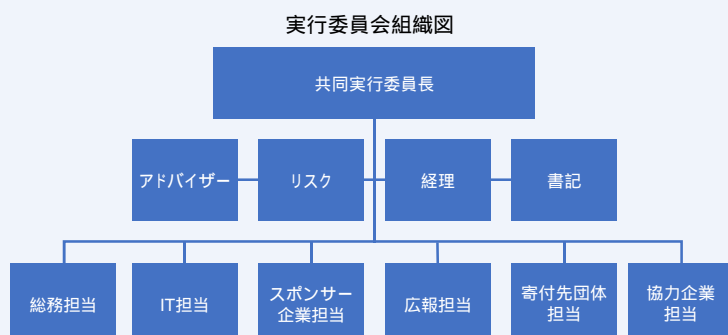 実行委員会組織図
共同実行委員長
アドバイザー
リスク
経理
書記
総務担当
IT担当
スポンサー
企業担当
広報担当
寄付先団体
担当
協力企業
担当